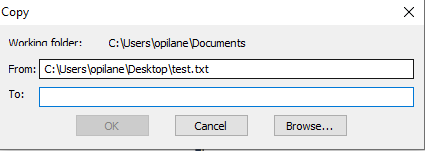 Copy
Working folder: C:\Users\opilane\Documents
From: C:\Users\opilane\Desktop\test.txt
To:
OK Cancel Browse...